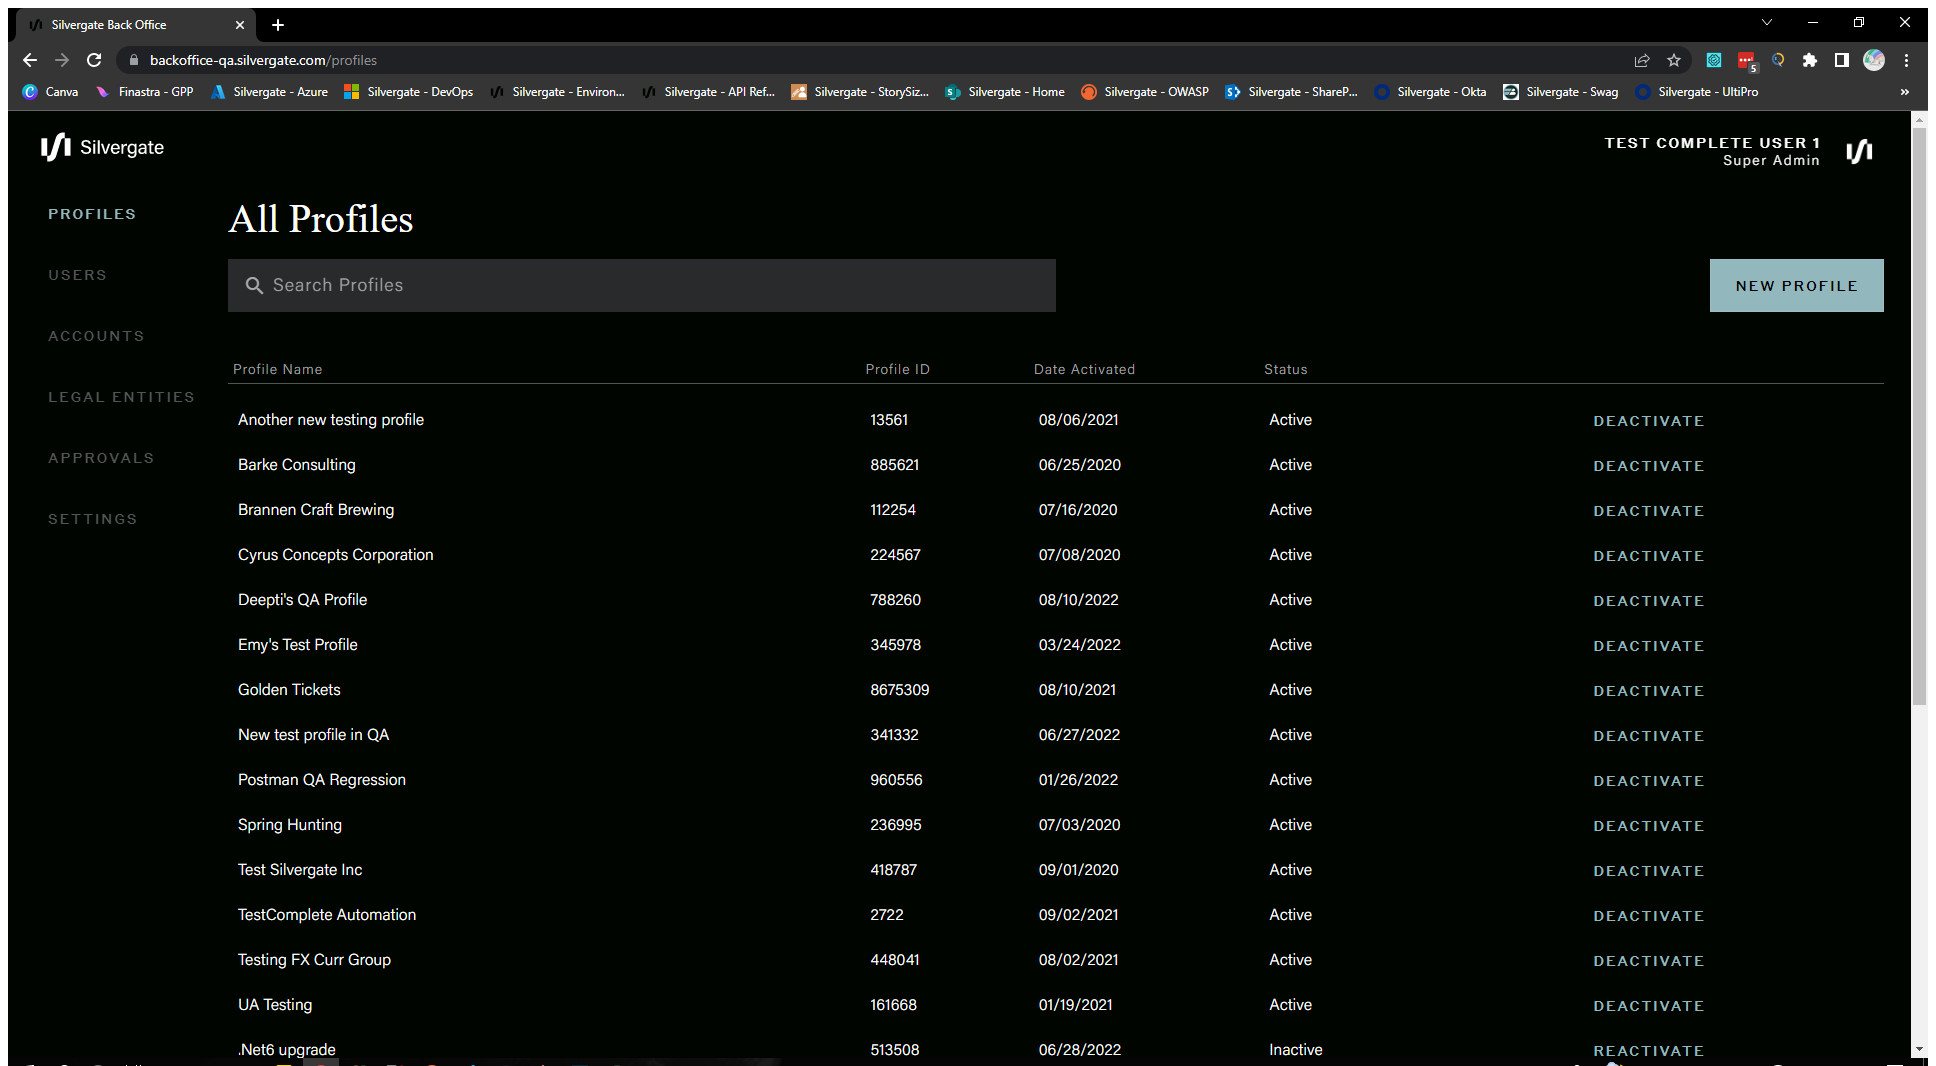 Silvergate Back Office
backoffice-qa.silvergate.com/profiles
5
Canva Finastra - GPP Silvergate - Azure Silvergate - DevOps Silvergate - Environ... Silvergate - API Ref... Silvergate - StorySiz... Silvergate - Home Silvergate - OWASP Silvergate - ShareP... Silvergate - Okta Silvergate - Swag Silvergate - UltiPro »
Silvergate
TEST COMPLETE USER 1
Super Admin
PROFILES
USERS
ACCOUNTS
LEGAL ENTITIES
APPROVALS
SETTINGS
All Profiles
Search Profiles
NEW PROFILE
Profile Name Profile ID Date Activated Status
Another new testing profile 13561 08/06/2021 Active DEACTIVATE
Barke Consulting 885621 06/25/2020 Active DEACTIVATE
Brannen Craft Brewing 112254 07/16/2020 Active DEACTIVATE
Cyrus Concepts Corporation 224567 07/08/2020 Active DEACTIVATE
Deepti's QA Profile 788260 08/10/2022 Active DEACTIVATE
Emy's Test Profile 345978 03/24/2022 Active DEACTIVATE
Golden Tickets 8675309 08/10/2021 Active DEACTIVATE
New test profile in QA 341332 06/27/2022 Active DEACTIVATE
Postman QA Regression 960556 01/26/2022 Active DEACTIVATE
Spring Hunting 236995 07/03/2020 Active DEACTIVATE
Test Silvergate Inc 418787 09/01/2020 Active DEACTIVATE
TestComplete Automation 2722 09/02/2021 Active DEACTIVATE
Testing FX Curr Group 448041 08/02/2021 Active DEACTIVATE
UA Testing 161668 01/19/2021 Active DEACTIVATE
.Net6 upgrade 513508 06/28/2022 Inactive REACTIVATE